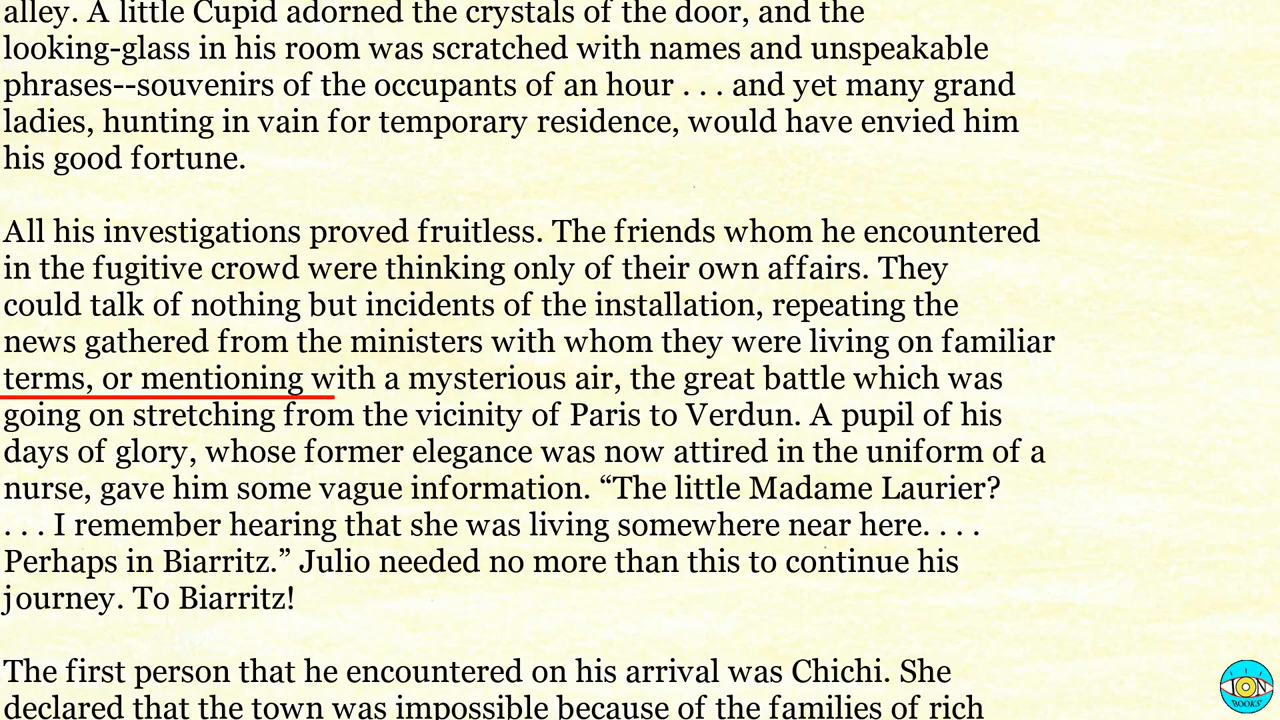 alley. A little Cupid adorned the crystals of the door, and the
looking-glass in his room was scratched with names and unspeakable
phrases--souvenirs of the occupants of an hour . . . and yet many grand
ladies, hunting in vain for temporary residence, would have envied him
his good fortune.
All his investigations proved fruitless. The friends whom he encountered
in the fugitive crowd were thinking only of their own affairs. They
could talk of nothing but incidents of the installation, repeating the
news gathered from the ministers with whom they were living on familiar
terms, or mentioning with a mysterious air, the great battle which was
going on stretching from the vicinity of Paris to Verdun. A pupil of his
days of glory, whose former elegance was now attired in the uniform of a
nurse, gave him some vague information. “The little Madame Laurier?
. . . I remember hearing that she was living somewhere near here. . . .
Perhaps in Biarritz.” Julio needed no more than this to continue his
journey. To Biarritz!
The first person that he encountered on his arrival was Chichi. She
declared that the town was impossible because of the families of rich
BOOKS